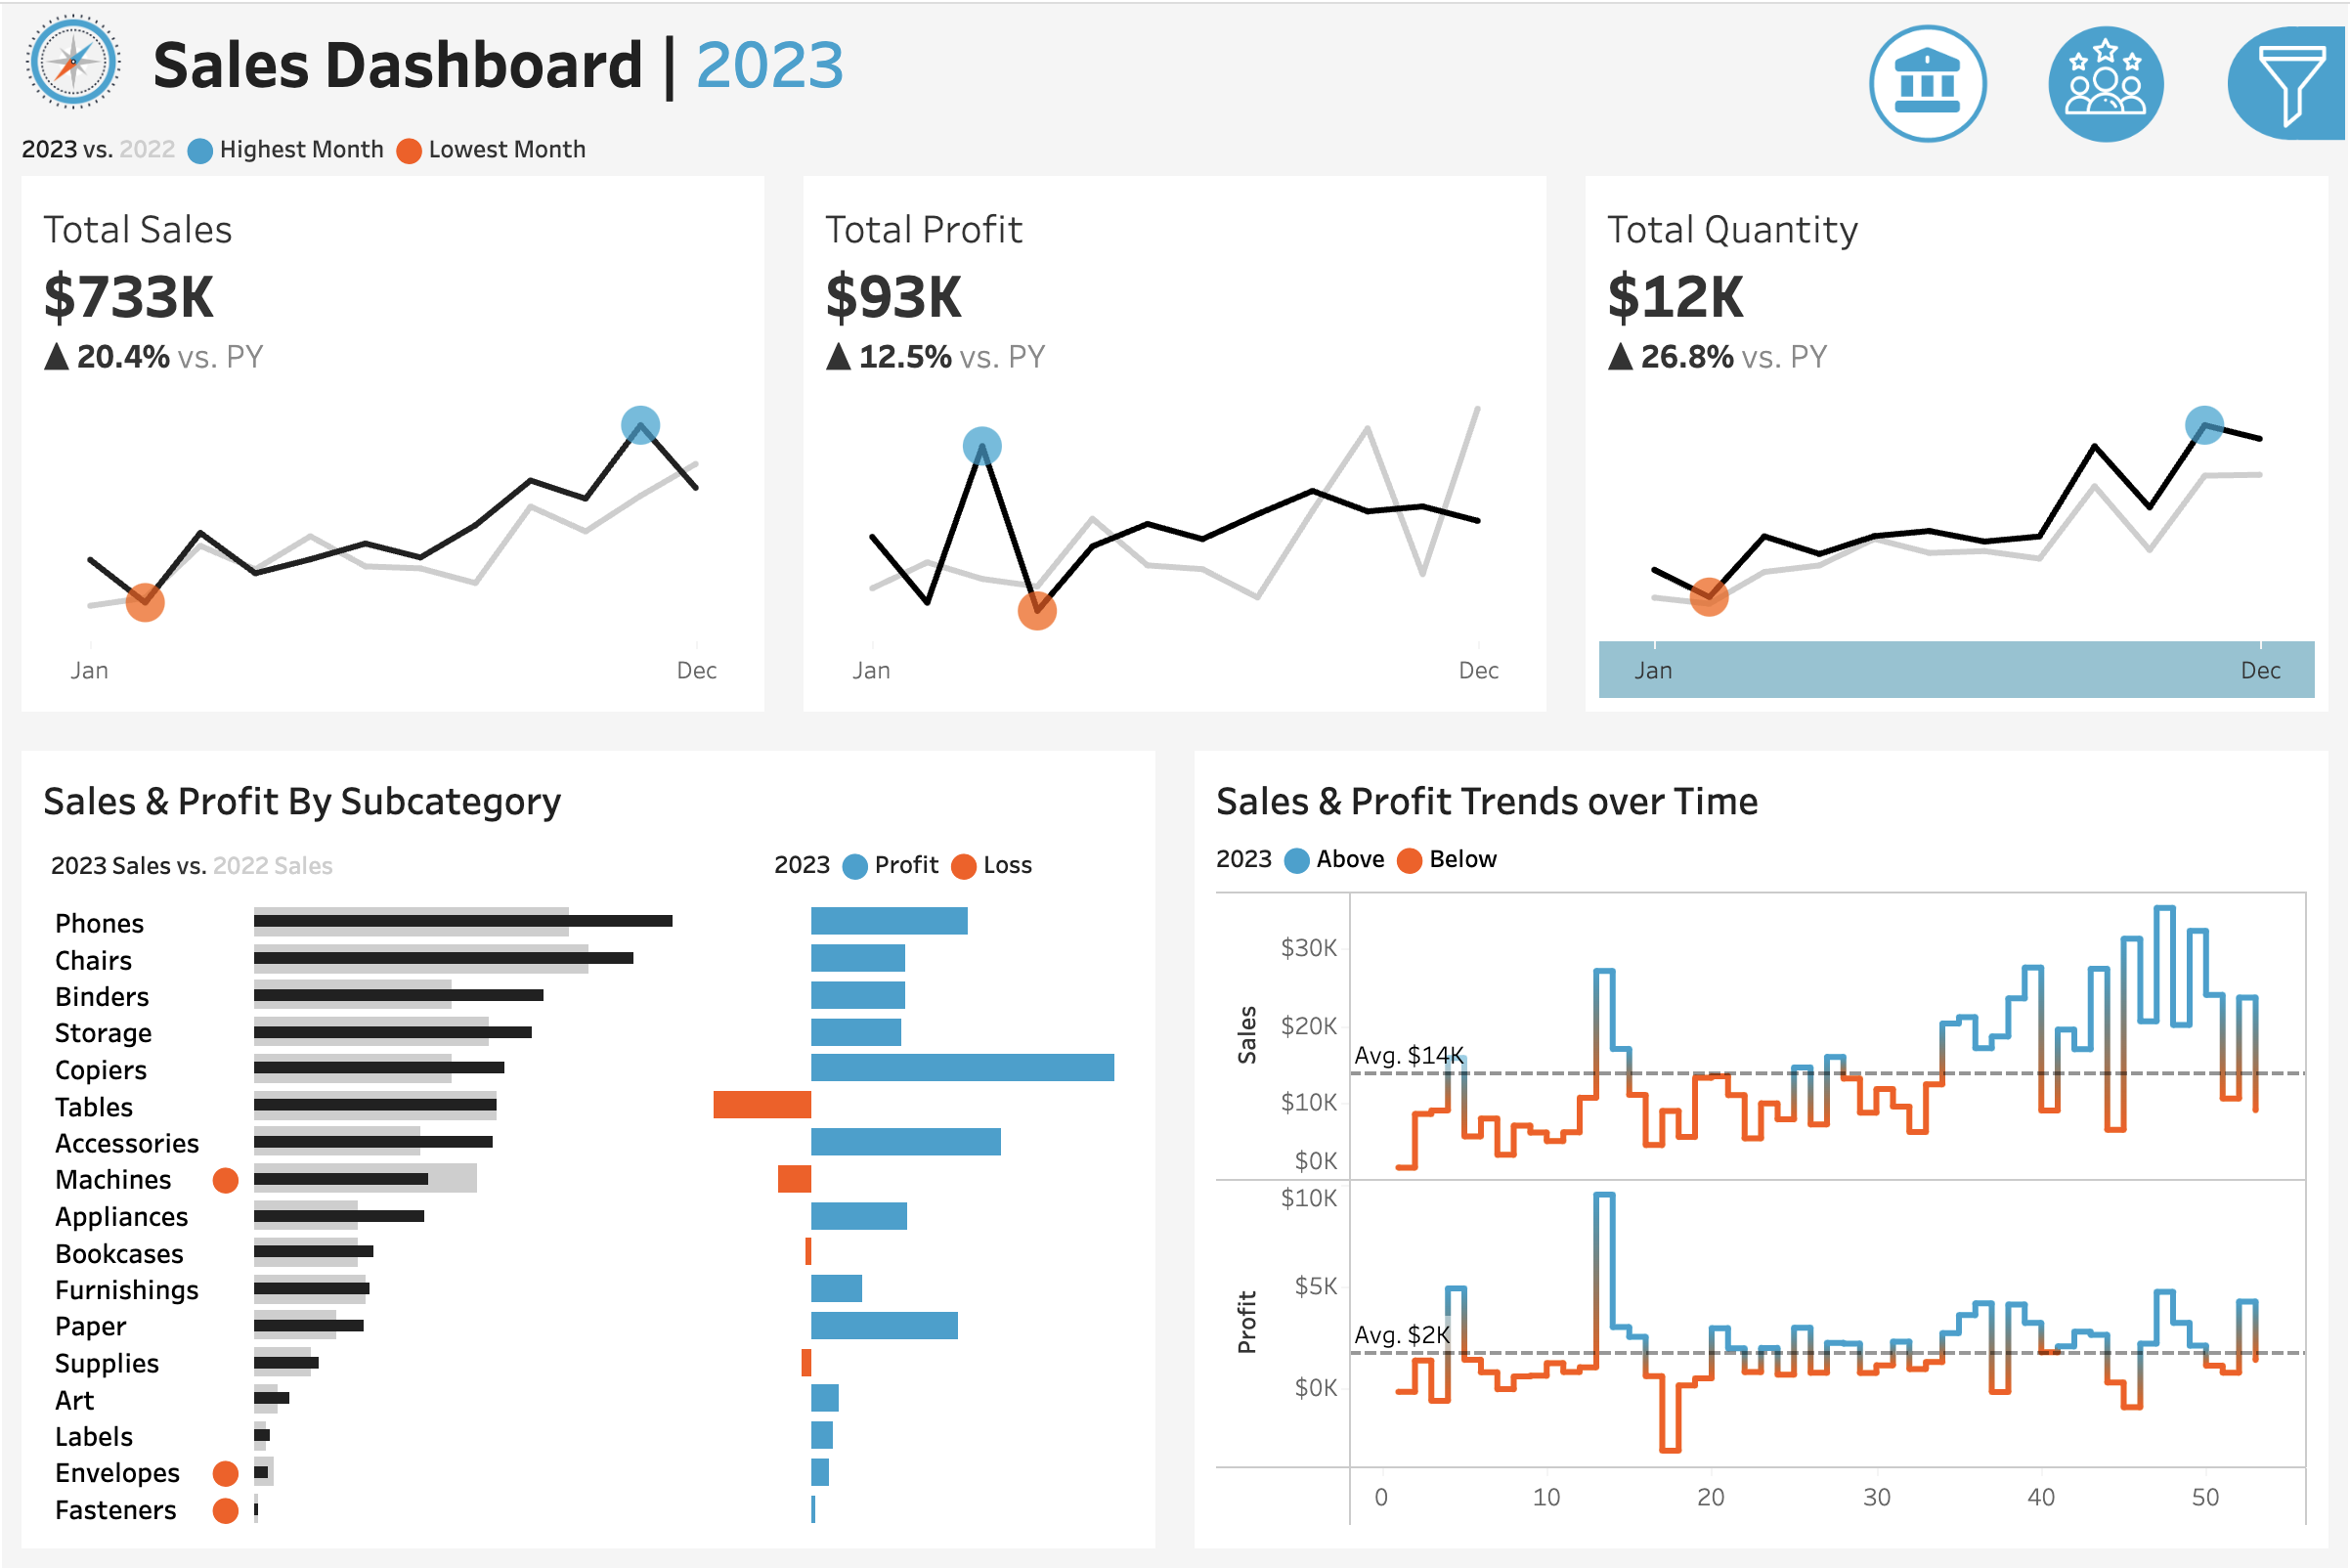 Sales Dashboard | 2023
2023 vs. 2022 Highest Month Lowest Month
Total Sales
$733K
▲ 20.4% vs. PY
Jan Dec
Total Profit
$93K
▲ 12.5% vs. PY
Jan Dec
Total Quantity
$12K
▲ 26.8% vs. PY
Jan Dec
Sales & Profit By Subcategory
2023 Sales vs. 2022 Sales
2023 Profit Loss
Phones
Chairs
Binders
Storage
Copiers
Tables
Accessories
Machines
Appliances
Bookcases
Furnishings
Paper
Supplies
Art
Labels
Envelopes
Fasteners
Sales & Profit Trends over Time
2023 Above Below
Sales
$30K
$20K
Avg. $14K
$10K
$0K
Profit
$10K
$5K
Avg. $2K
$0K
0 10 20 30 40 50